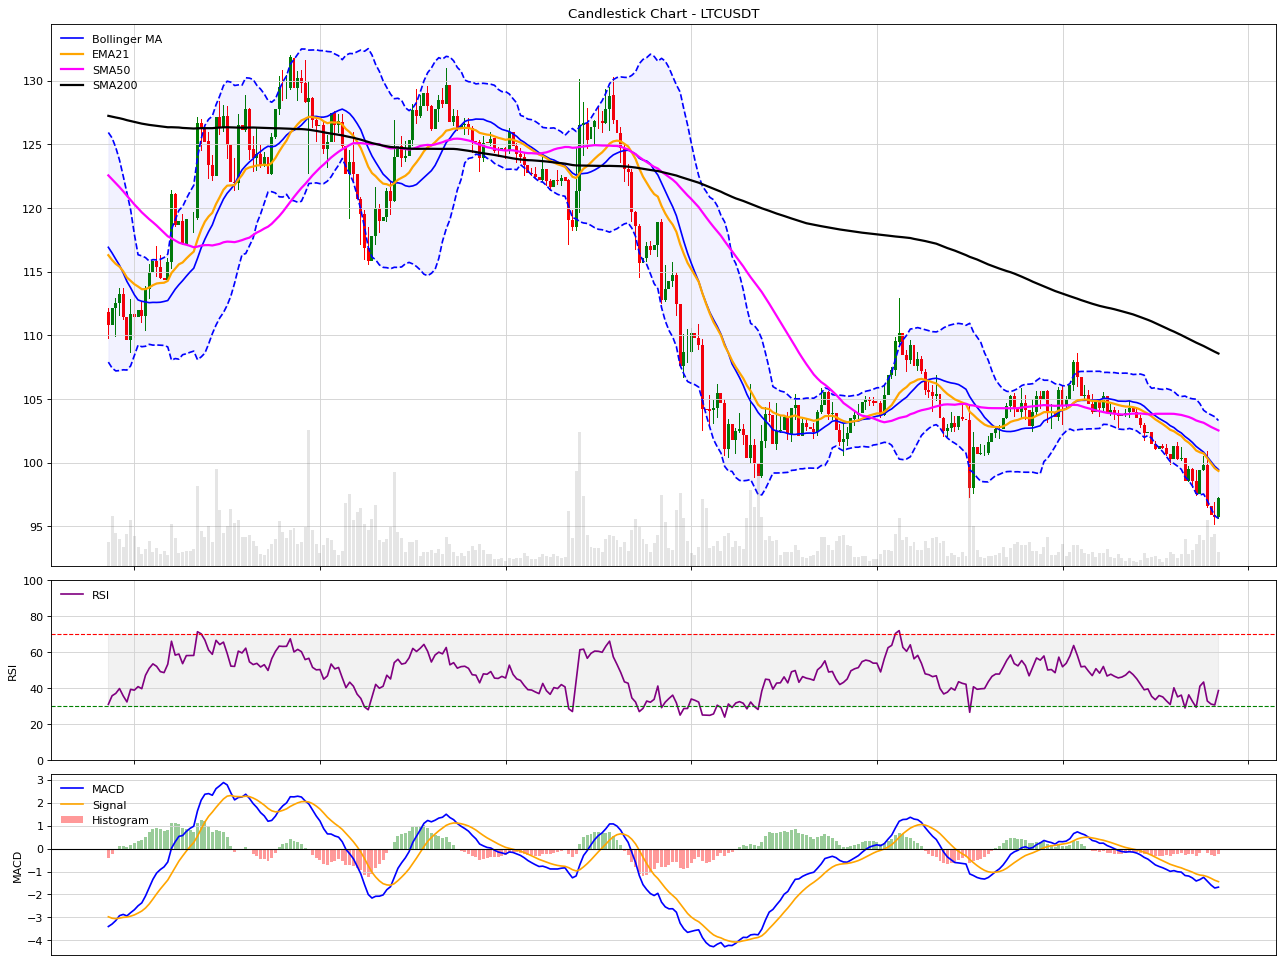 Candlestick Chart - LTCUSDT
Bollinger MA
EMA21
SMA50
SMA200
130
125
120
115
110
105
100
95
RSI
100
80
60
40
20
0
RSI
MACD
Signal
Histogram
3
2
1
0
−1
−2
−3
−4
MACD